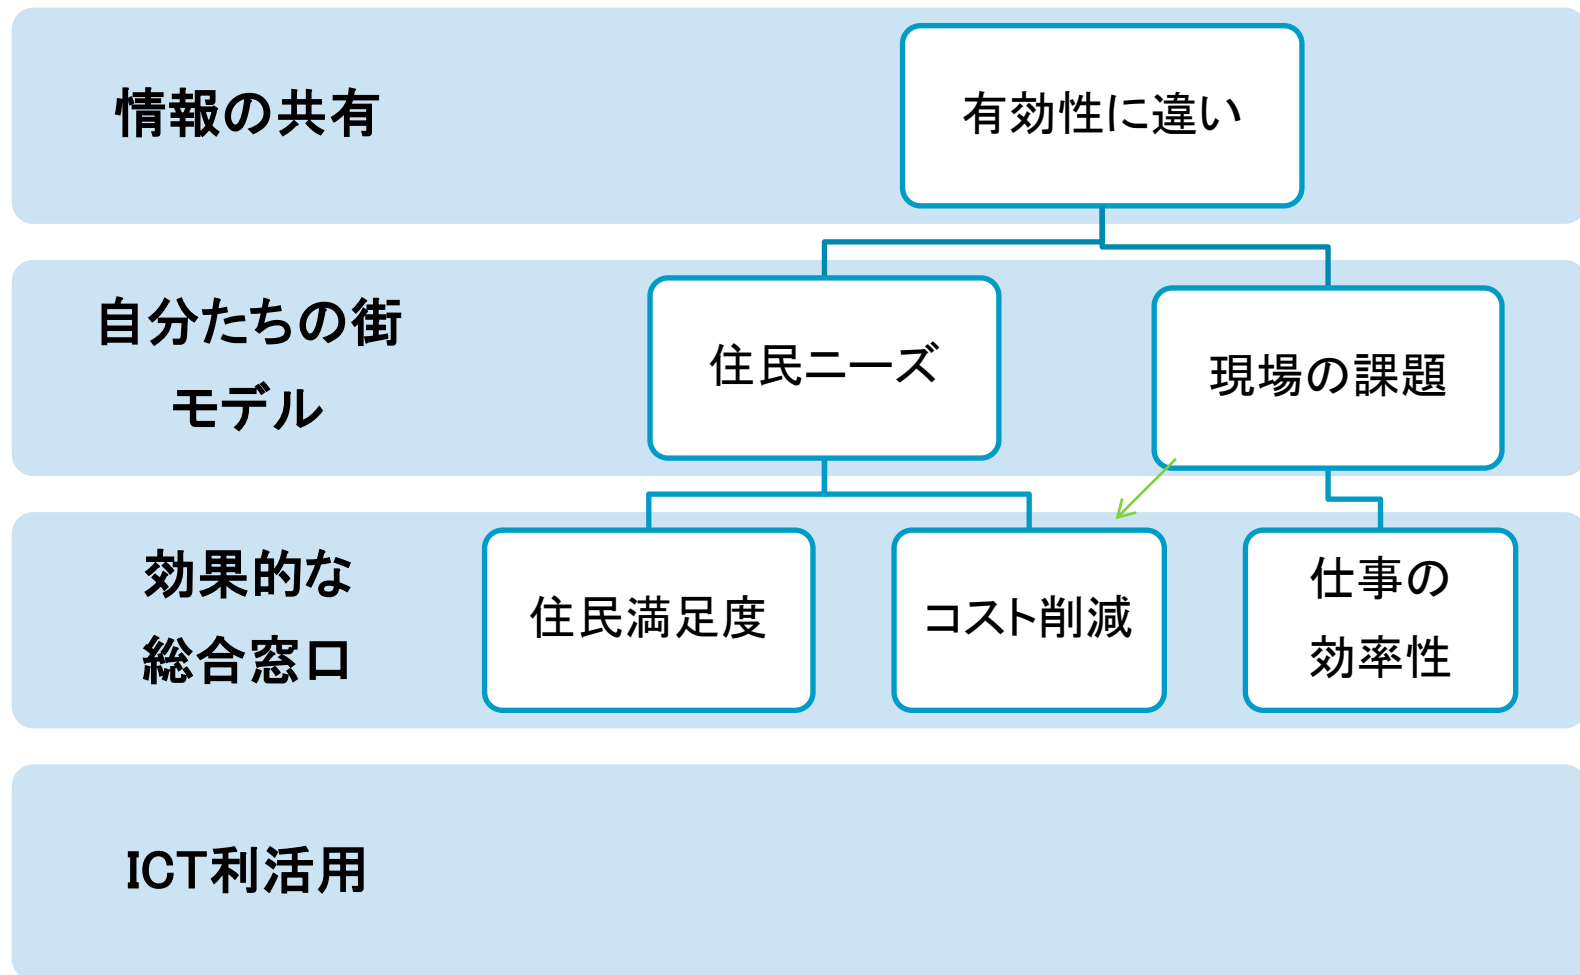 情報の共有
有効性に違い
自分たちの街
モデル
住民ニーズ
現場の課題
効果的な
総合窓口
住民満足度
コスト削減
仕事の
効率性
ICT利活用